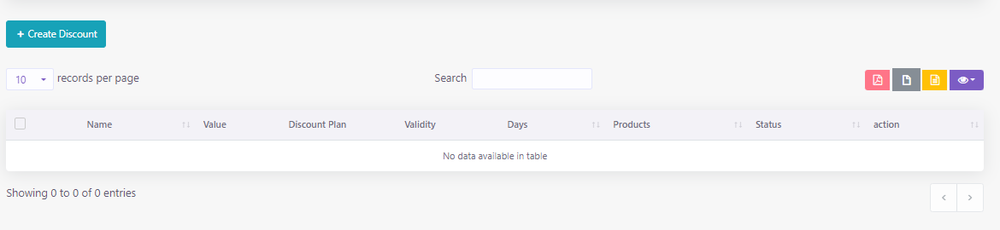 + Create Discount
10 records per page
Search
Name Value Discount Plan Validity Days Products Status action
No data available in table
Showing 0 to 0 of 0 entries